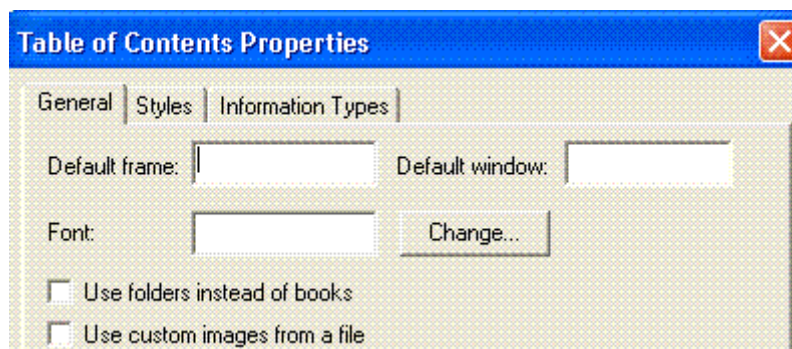 Table of Contents Properties
General Styles Information Types
Default frame: Default window:
Font: Change...
Use folders instead of books
Use custom images from a file